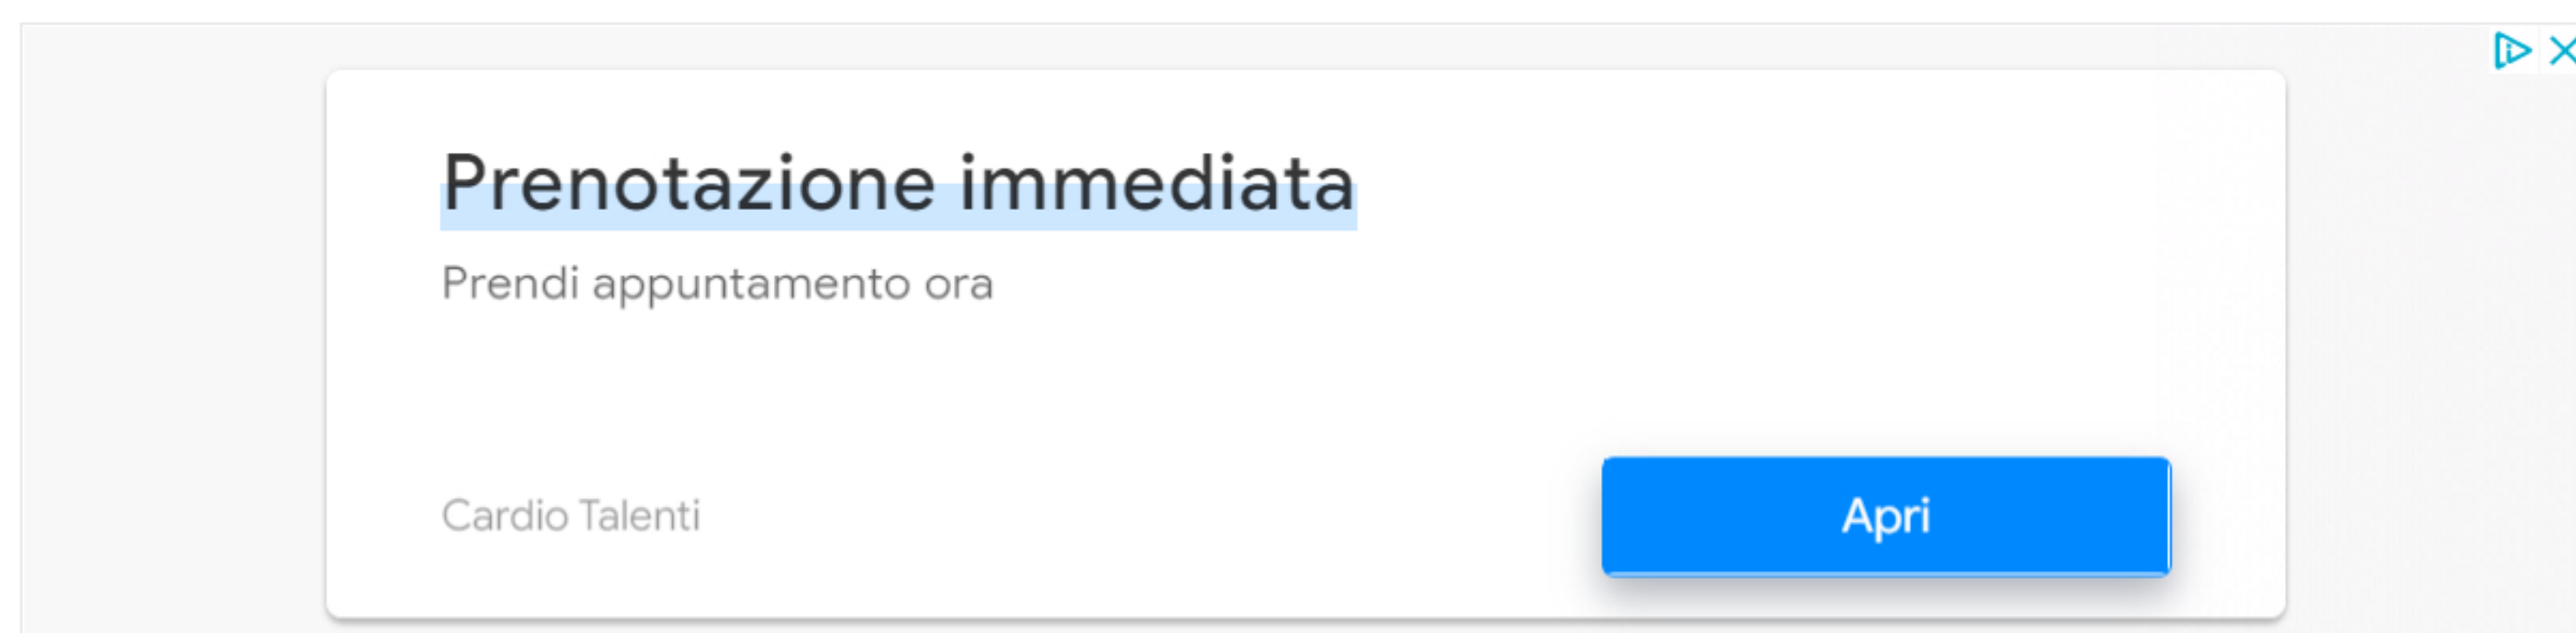 Prenotazione immediata
Prendi appuntamento ora
Cardio Talenti
Apri